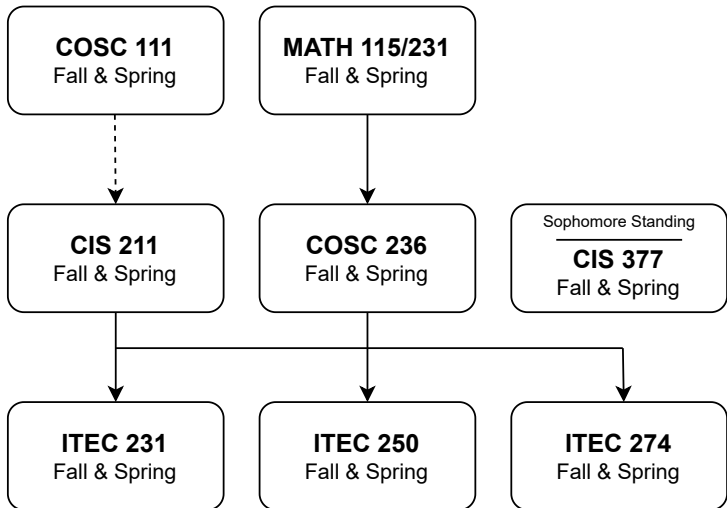 COSC 111
Fall & Spring
MATH 115/231
Fall & Spring
CIS 211
Fall & Spring
COSC 236
Fall & Spring
Sophomore Standing
CIS 377
Fall & Spring
ITEC 231
Fall & Spring
ITEC 250
Fall & Spring
ITEC 274
Fall & Spring